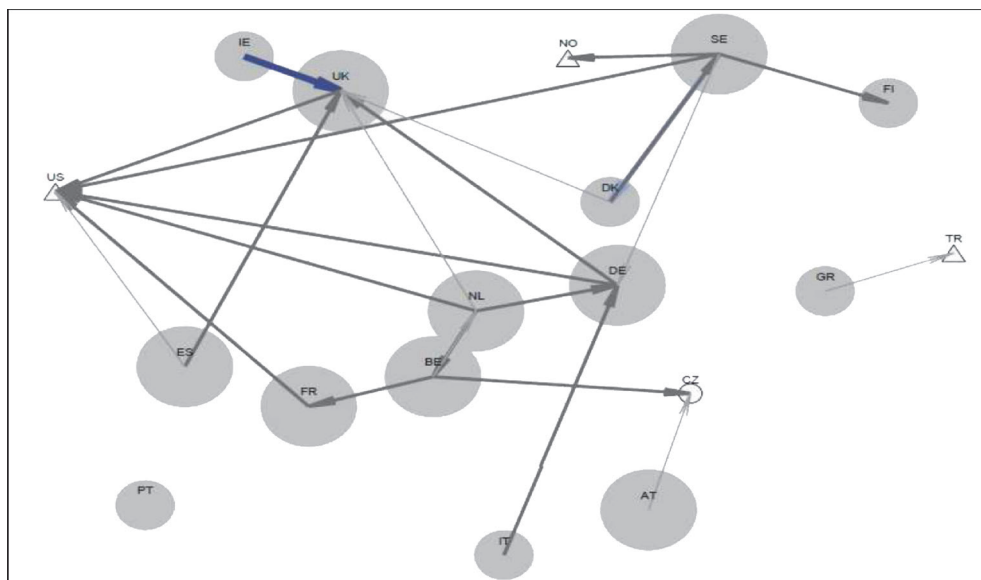 IE
UK
NO
SE
FI
US
DK
TR
DE
GR
NL
ES
BE
FR
CZ
PT
AT
IT